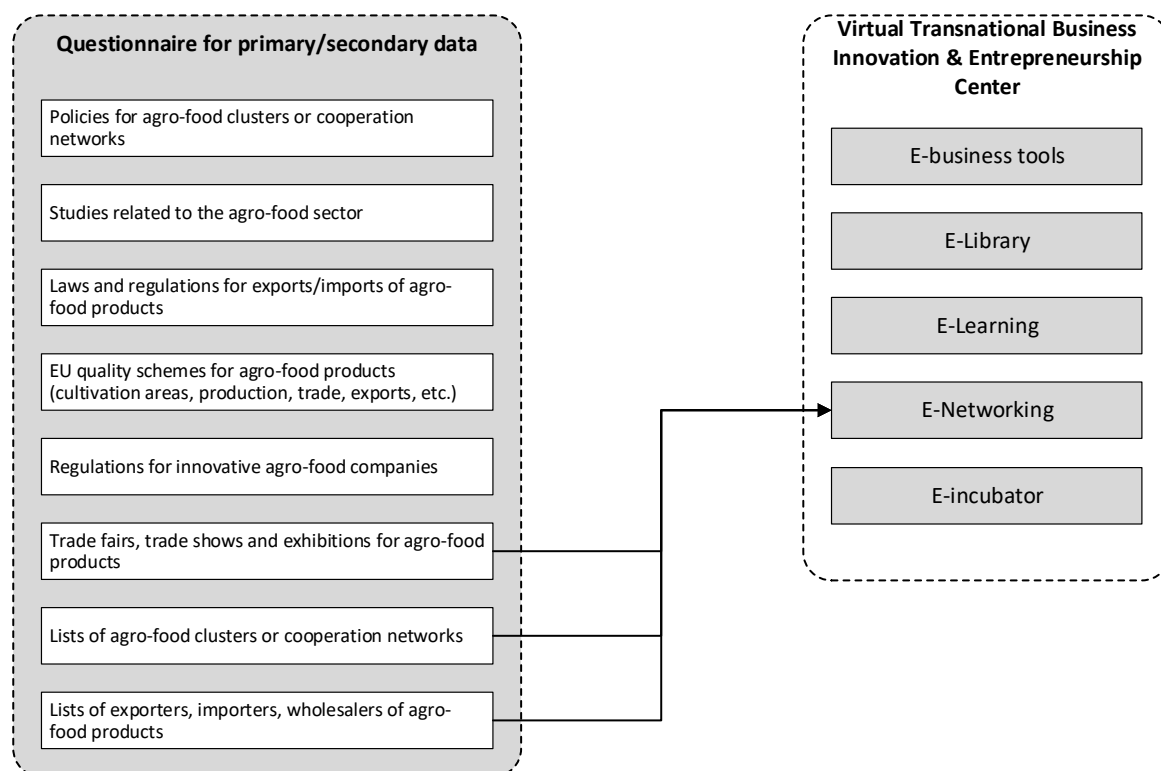 Questionnaire for primary/secondary data
Policies for agro-food clusters or cooperation
networks
Studies related to the agro-food sector
Laws and regulations for exports/imports of agro-
food products
EU quality schemes for agro-food products
(cultivation areas, production, trade, exports, etc.)
Regulations for innovative agro-food companies
Trade fairs, trade shows and exhibitions for agro-food
products
Lists of agro-food clusters or cooperation networks
Lists of exporters, importers, wholesalers of agro-
food products
Virtual Transnational Business
Innovation & Entrepreneurship
Center
E-business tools
E-Library
E-Learning
E-Networking
E-incubator